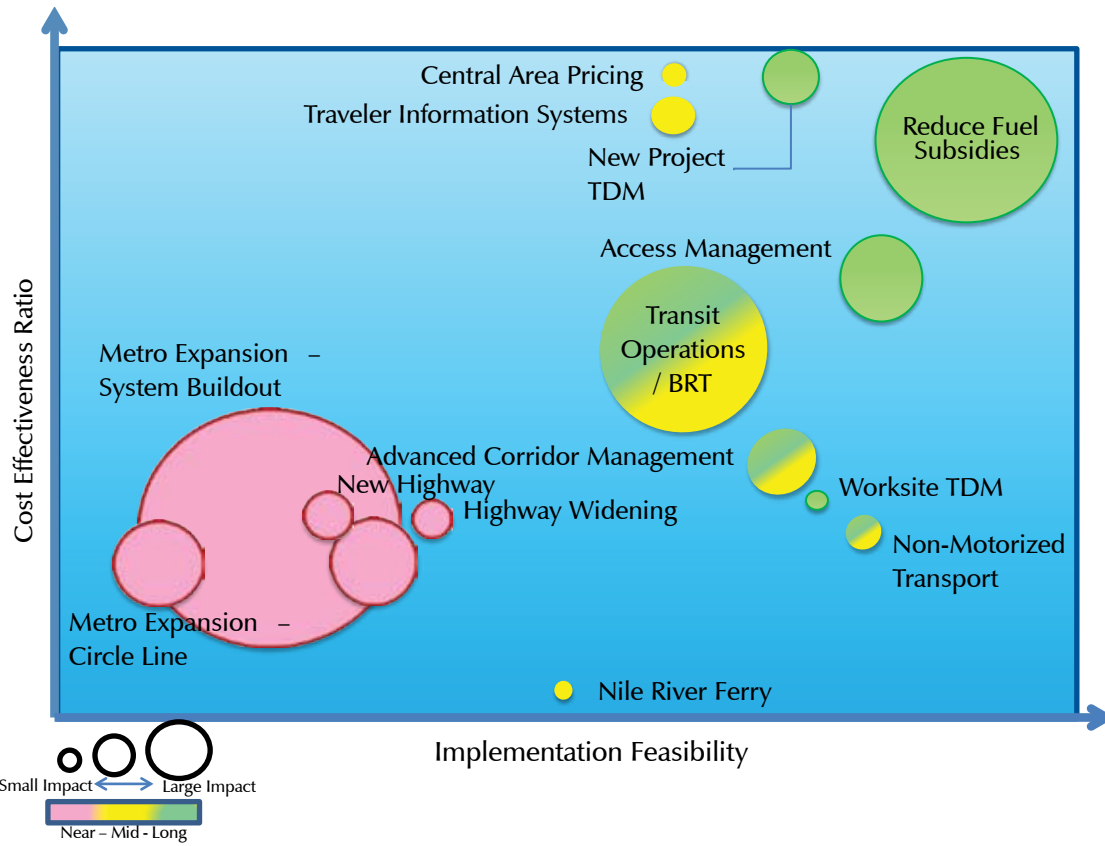 Central Area Pricing
Traveler Information Systems
New Project
TDM
Reduce Fuel
Subsidies
Access Management
Transit
Operations
/ BRT
Metro Expansion –
System Buildout
Advanced Corridor Management
New Highway
Highway Widening
Worksite TDM
Non-Motorized
Transport
Metro Expansion –
Circle Line
Nile River Ferry
Cost Effectiveness Ratio
Implementation Feasibility
Small Impact
Large Impact
Near – Mid - Long